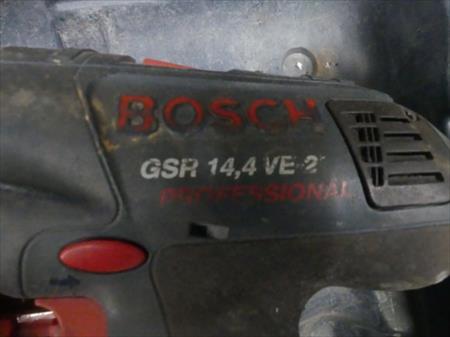 BOSCH
GSR 14,4 VE-2
PROFESSIONAL